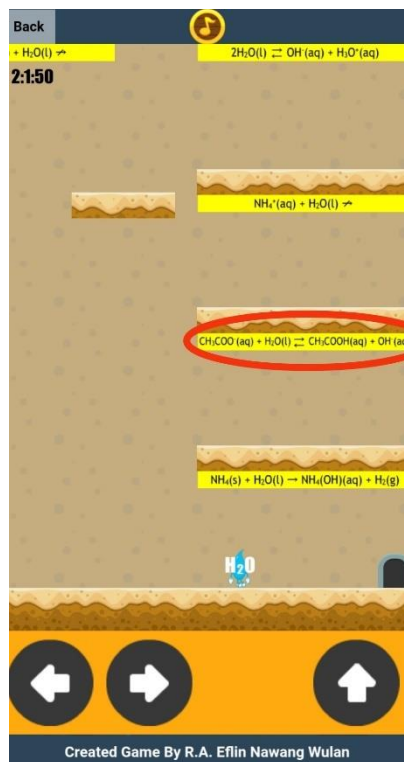 Back
+ H₂O(l) ↛
2H₂O(l) ⇄ OH⁻(aq) + H₃O⁺(aq)
2:1:50
NH₄⁺(aq) + H₂O(l) ↛
CH₃COO⁻(aq) + H₂O(l) ⇄ CH₃COOH(aq) + OH⁻(aq
NH₄(s) + H₂O(l) → NH₄(OH)(aq) + H₂(g)
H₂O
Created Game By R.A. Eflin Nawang Wulan